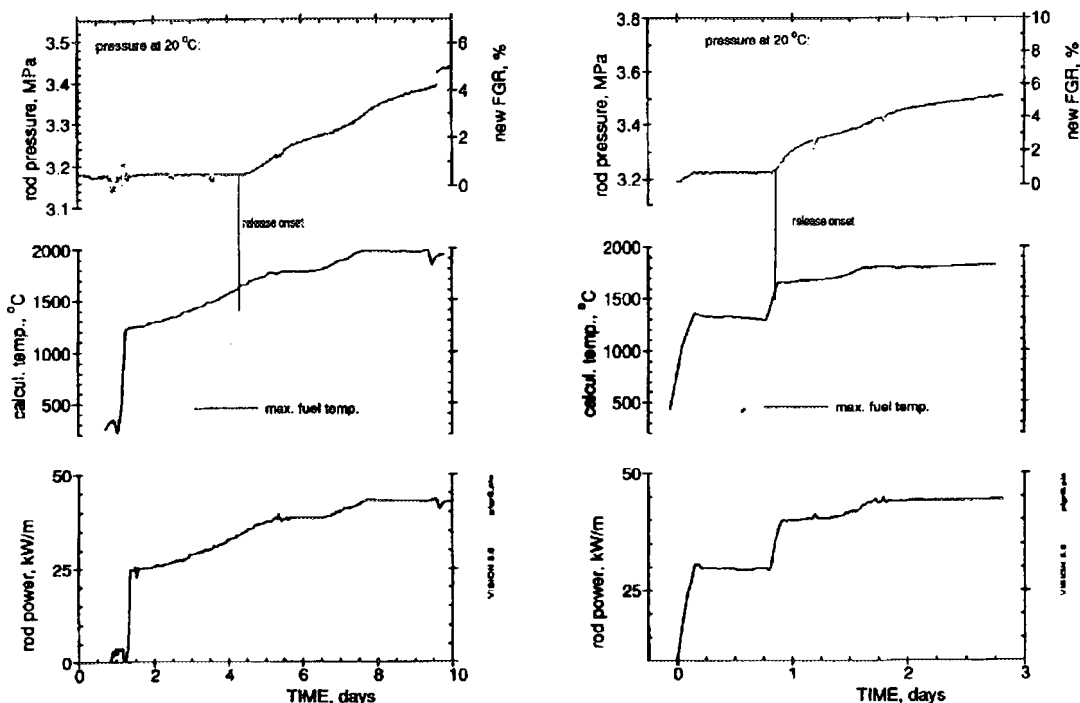 3.5
3.4
3.3
3.2
3.1
rod pressure, MPa
pressure at 20 °C:
6
4
2
0
new FGR, %
release onset
2000
1500
1000
500
calcul. temp., °C
max. fuel temp.
50
25
0
rod power, kW/m
VISION 5.6
0 2 4 6 8 10
TIME, days
3.8
3.6
3.4
3.2
rod pressure, MPa
pressure at 20 °C:
10
8
6
4
2
0
new FGR, %
release onset
2000
1500
1000
500
calcul. temp., °C
max. fuel temp.
50
25
rod power, kW/m
0 1 2 3
TIME, days